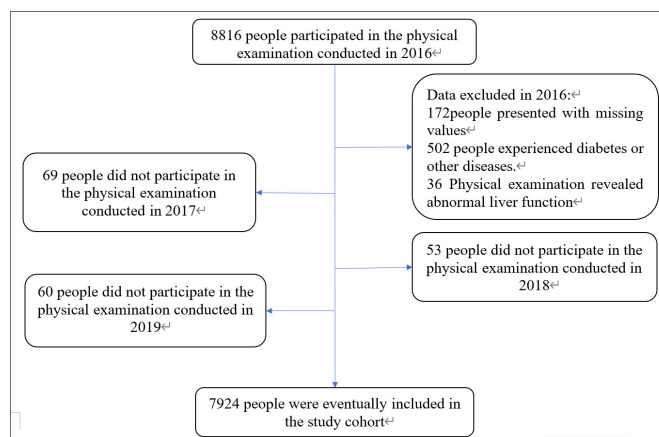 8816 people participated in the physical
examination conducted in 2016↵
Data excluded in 2016:↵
172people presented with missing
values↵
502 people experienced diabetes or
other diseases.↵
36 Physical examination revealed
abnormal liver function↵
69 people did not participate in
the physical examination
conducted in 2017↵
53 people did not participate in the
physical examination conducted in
2018↵
60 people did not participate in the
physical examination conducted in
2019↵
7924 people were eventually included in
the study cohort↵